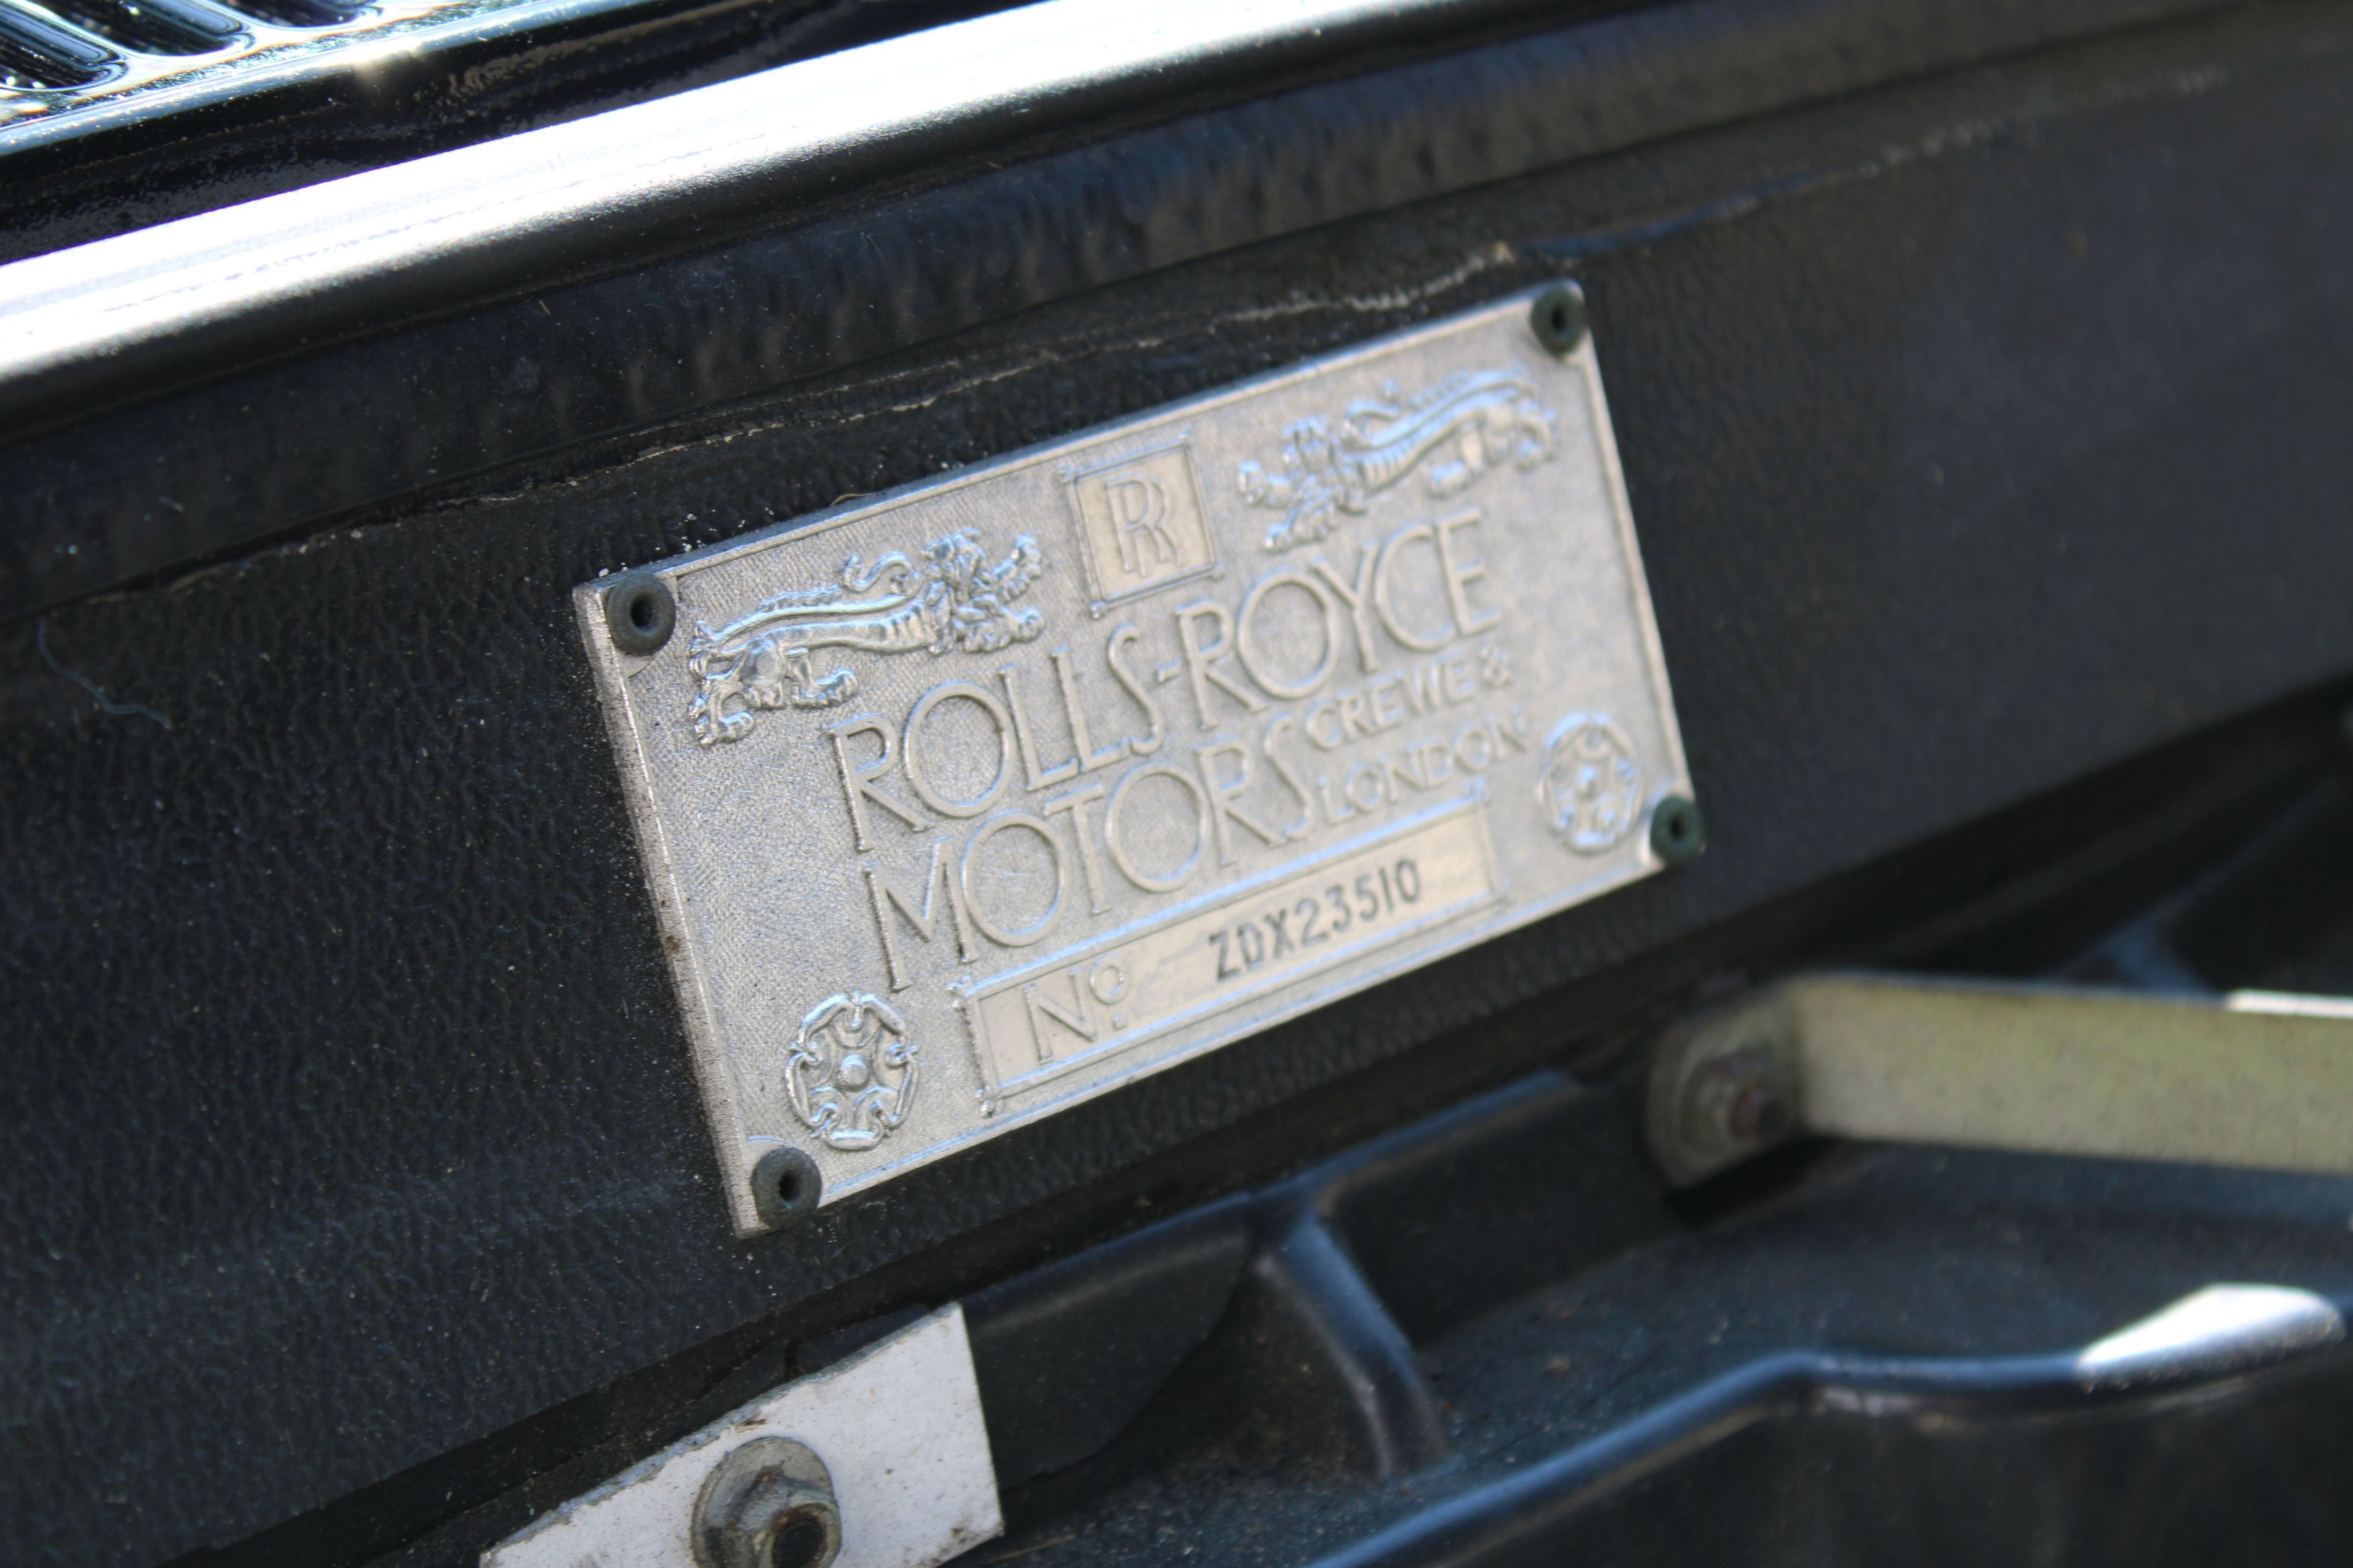 RR
ROLLS-ROYCE
MOTORS CREWE &
LONDON
Nº ZDX23510